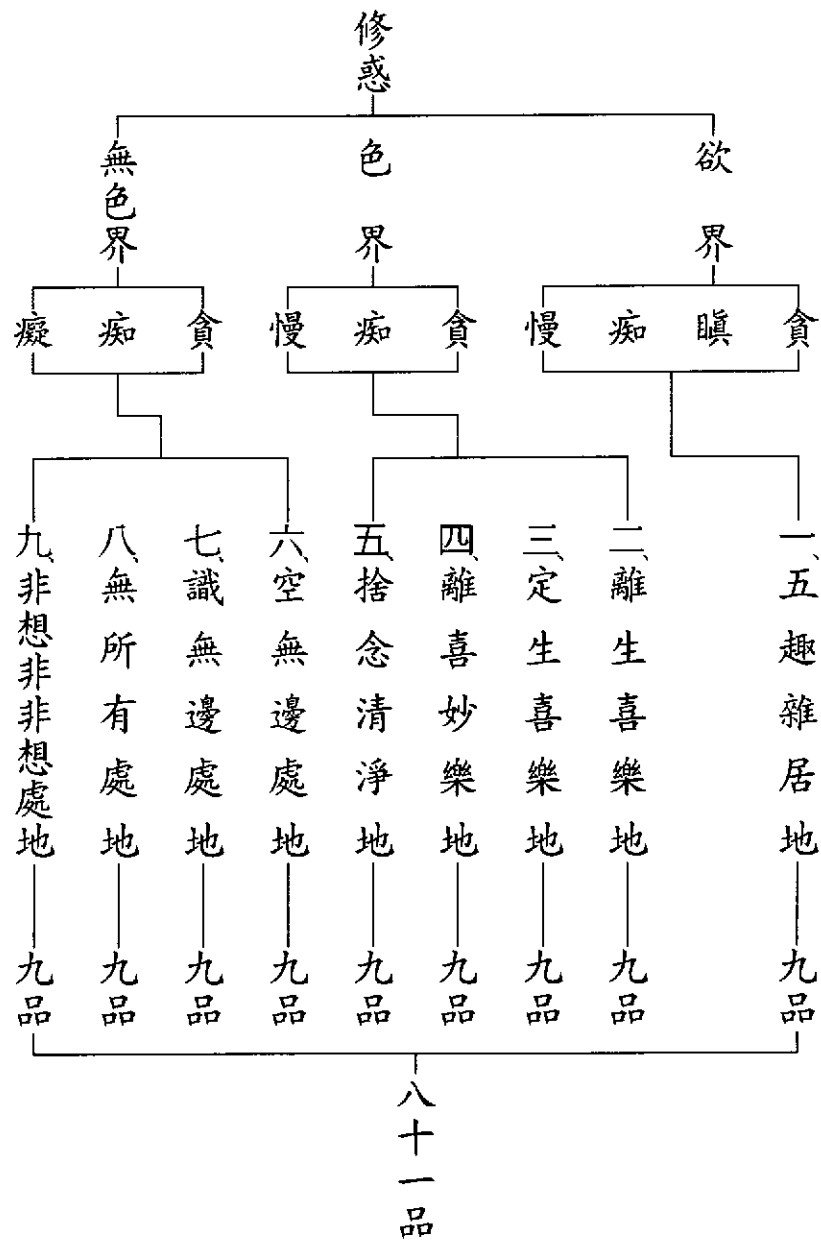 修惑
欲界
色界
無色界
貪
瞋
痴
慢
貪
痴
慢
貪
痴
癡
一、五趣雜居地
二、離生喜樂地
三、定生喜樂地
四、離喜妙樂地
五、捨念清淨地
六、空無邊處地
七、識無邊處地
八、無所有處地
九、非想非非想處地
九品
九品
九品
九品
九品
九品
九品
九品
九品
八十一品